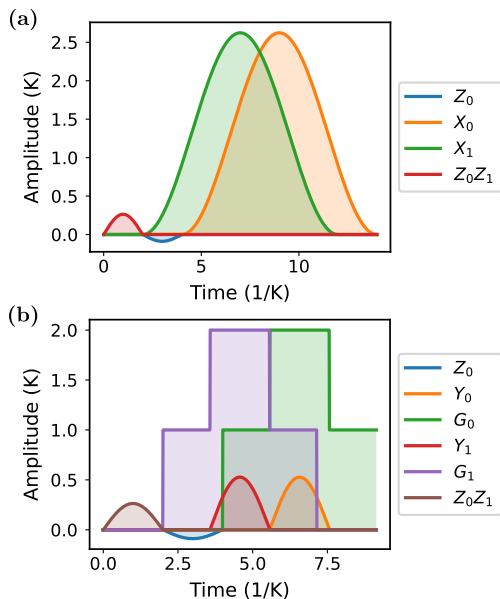 (a)
Amplitude (K)
2.5
2.0
1.5
1.0
0.5
0.0
0
5
10
Time (1/K)
Z₀
X₀
X₁
Z₀Z₁
(b)
Amplitude (K)
2.0
1.0
1.0
0.5
0.0
0.0
2.5
5.0
7.5
Time (1/K)
Z₀
Y₀
G₀
Y₁
G₁
Z₀Z₁